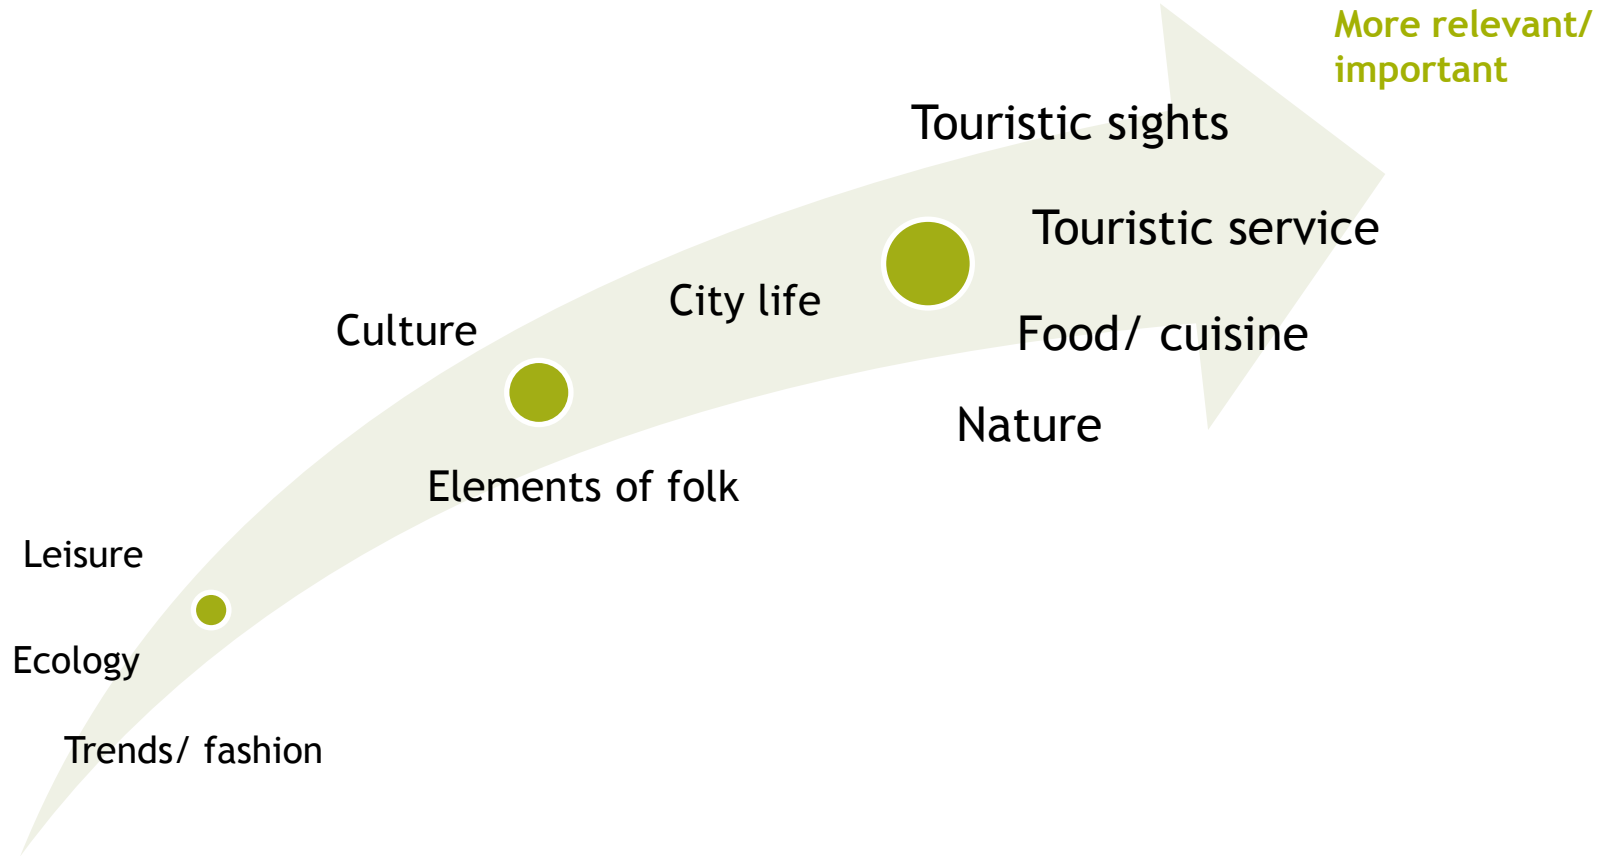 More relevant/
important
Touristic sights
Touristic service
City life
Culture
Food/ cuisine
Nature
Elements of folk
Leisure
Ecology
Trends/ fashion